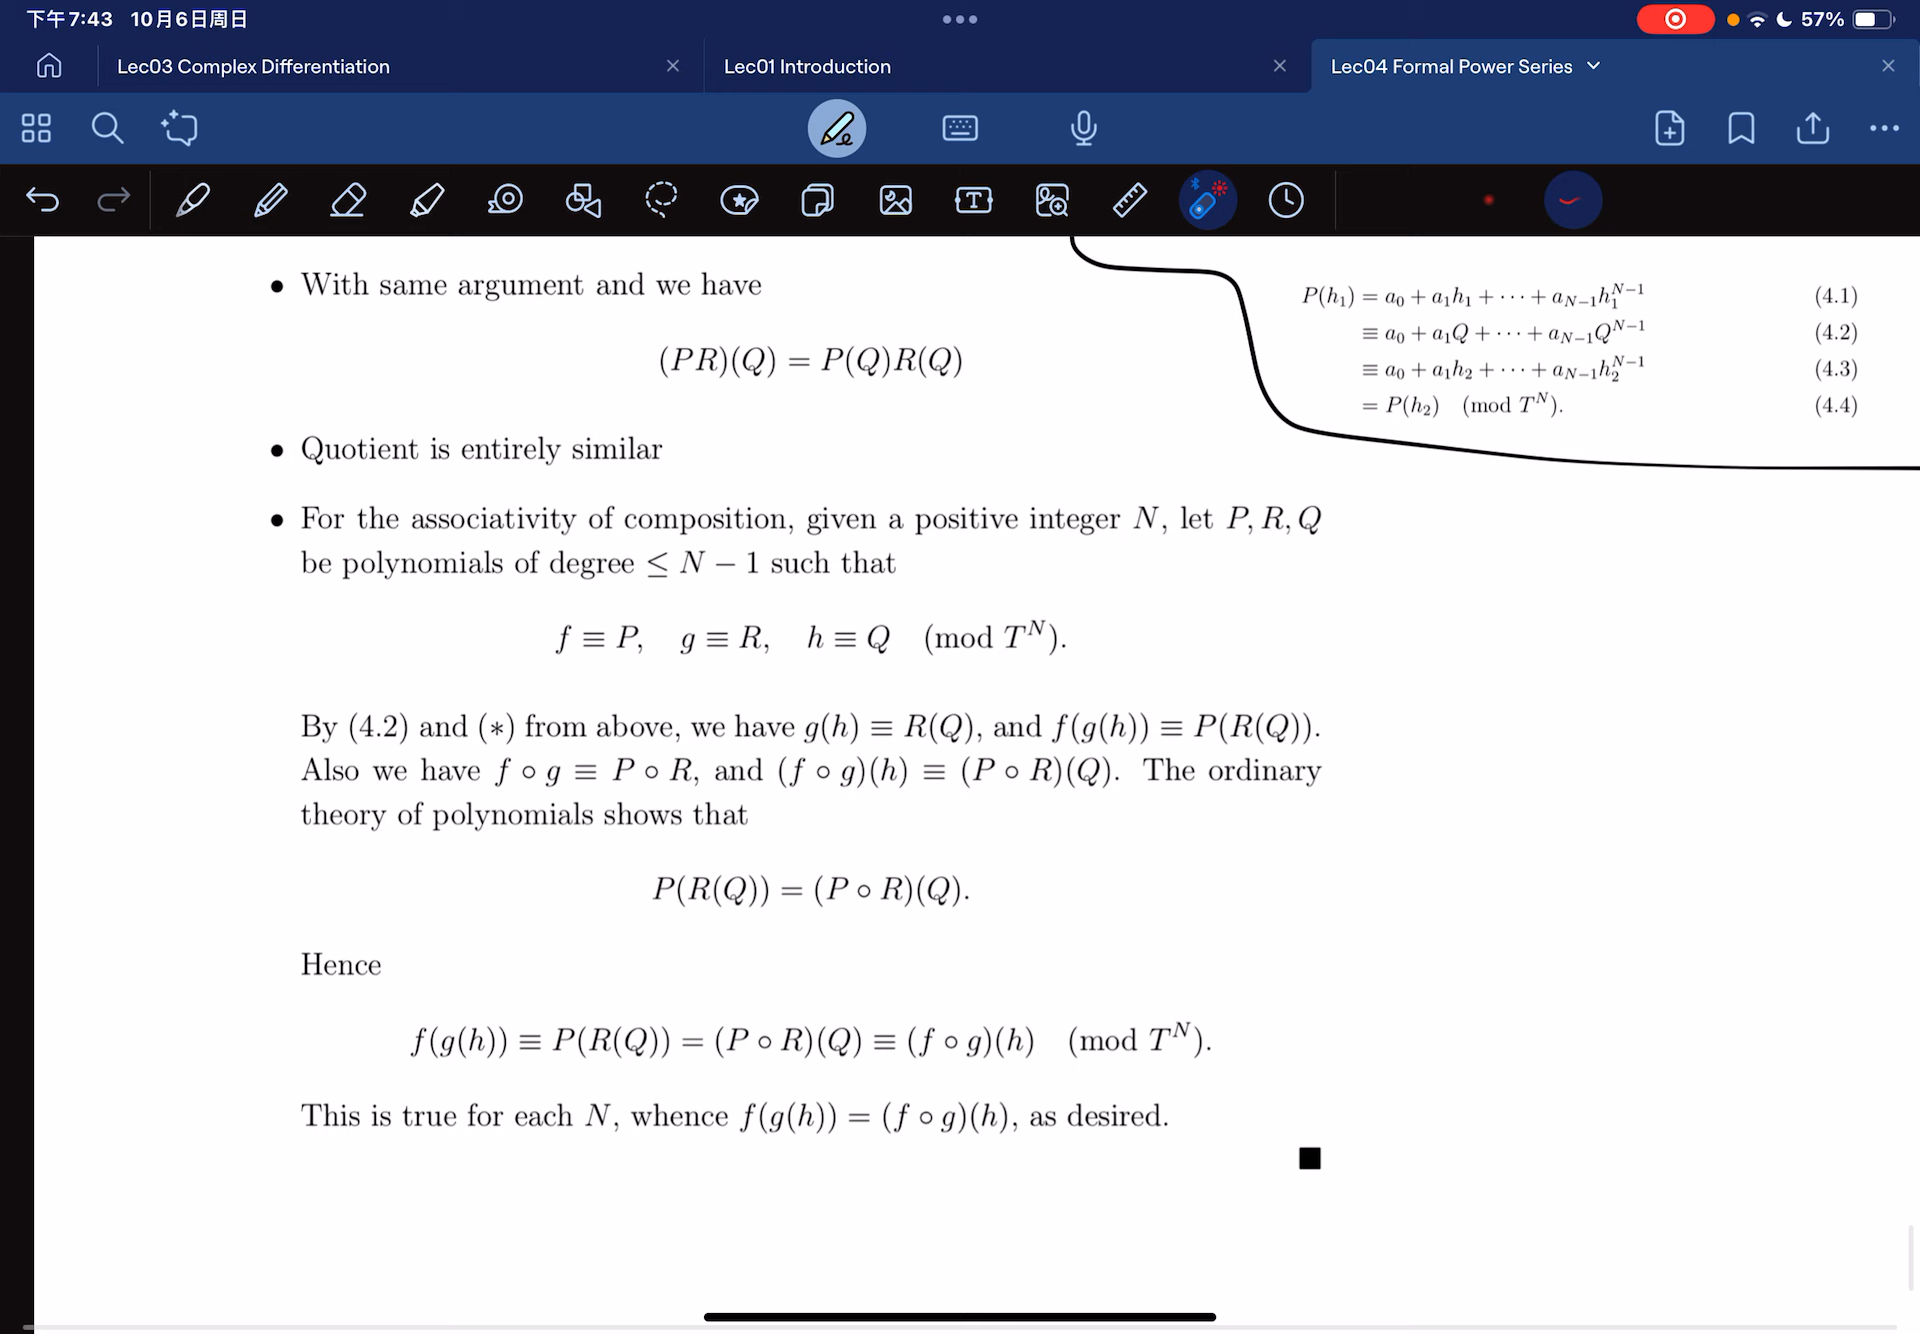 下午7:43 10月6日周日
57%
Lec03 Complex Differentiation
Lec01 Introduction
Lec04 Formal Power Series
• With same argument and we have
(PR)(Q) = P(Q)R(Q)
P(h₁) = a₀ + a₁h₁ + ⋯ + a_{N−1}h₁^{N−1} (4.1)
≡ a₀ + a₁Q + ⋯ + a_{N−1}Q^{N−1} (4.2)
≡ a₀ + a₁h₂ + ⋯ + a_{N−1}h₂^{N−1} (4.3)
= P(h₂) (mod T^N). (4.4)
• Quotient is entirely similar
• For the associativity of composition, given a positive integer N, let P, R, Q
be polynomials of degree ≤ N − 1 such that
f ≡ P, g ≡ R, h ≡ Q (mod T^N).
By (4.2) and (∗) from above, we have g(h) ≡ R(Q), and f(g(h)) ≡ P(R(Q)).
Also we have f ∘ g ≡ P ∘ R, and (f ∘ g)(h) ≡ (P ∘ R)(Q). The ordinary
theory of polynomials shows that
P(R(Q)) = (P ∘ R)(Q).
Hence
f(g(h)) ≡ P(R(Q)) = (P ∘ R)(Q) ≡ (f ∘ g)(h) (mod T^N).
This is true for each N, whence f(g(h)) = (f ∘ g)(h), as desired.